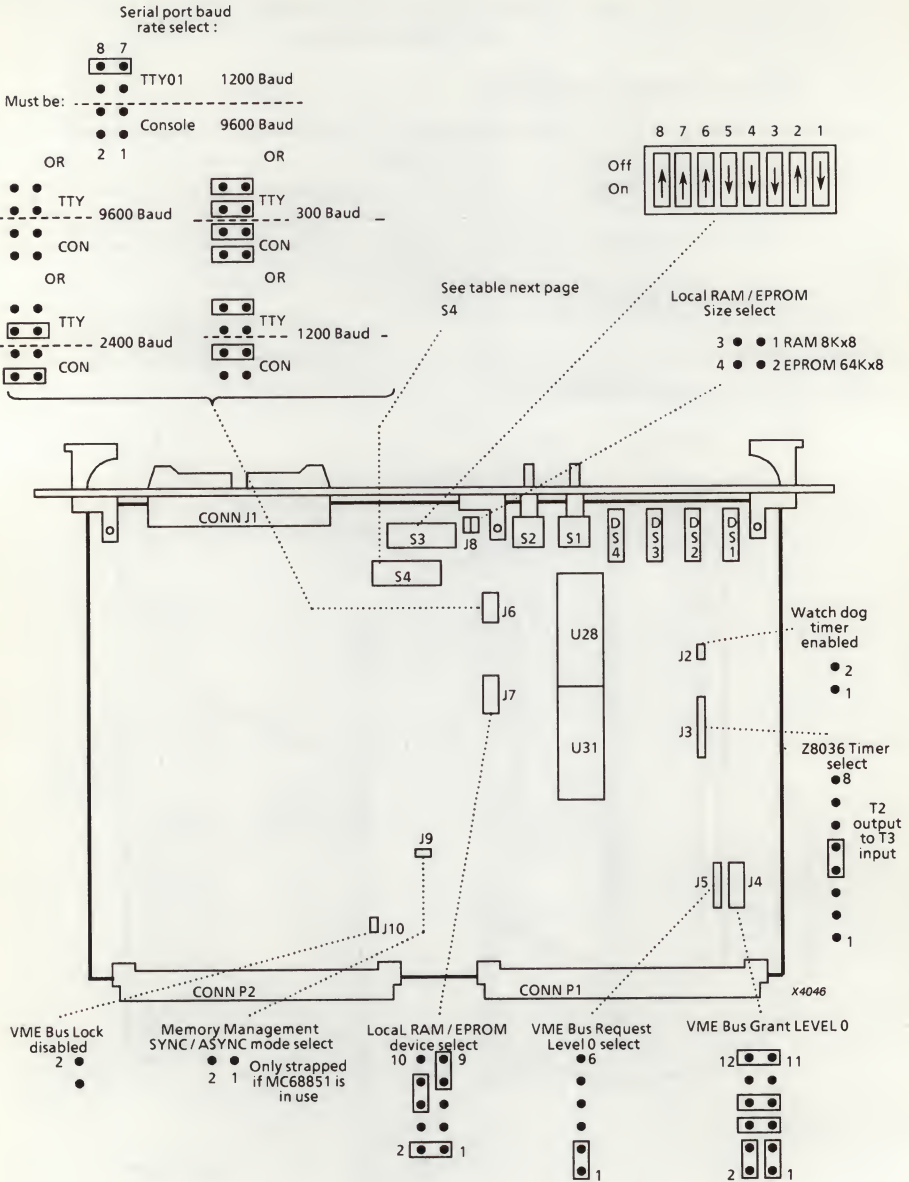 Serial port baud
rate select :
8 7
TTY01 1200 Baud
Must be:
Console 9600 Baud
2 1
OR
OR
TTY
9600 Baud
CON
TTY
300 Baud
CON
OR
OR
TTY
2400 Baud
CON
TTY
1200 Baud
CON
8 7 6 5 4 3 2 1
Off
On
See table next page
S4
Local RAM / EPROM
Size select
3 1 RAM 8Kx8
4 2 EPROM 64Kx8
CONN J1
S3
J8
S2
S1
DS4
DS3
DS2
DS1
S4
J6
U28
J7
U31
J2
J3
Watch dog
timer
enabled
2
1
Z8036 Timer
select
8
T2
output
to T3
input
1
J9
J5
J4
J10
CONN P2
CONN P1
X4046
VME Bus Lock
disabled
2
Memory Management
SYNC / ASYNC mode select
2 1
Only strapped
if MC68851 is
in use
LocaL RAM / EPROM
device select
10 9
2 1
VME Bus Request
Level 0 select
6
1
VME Bus Grant LEVEL 0
12 11
2 1